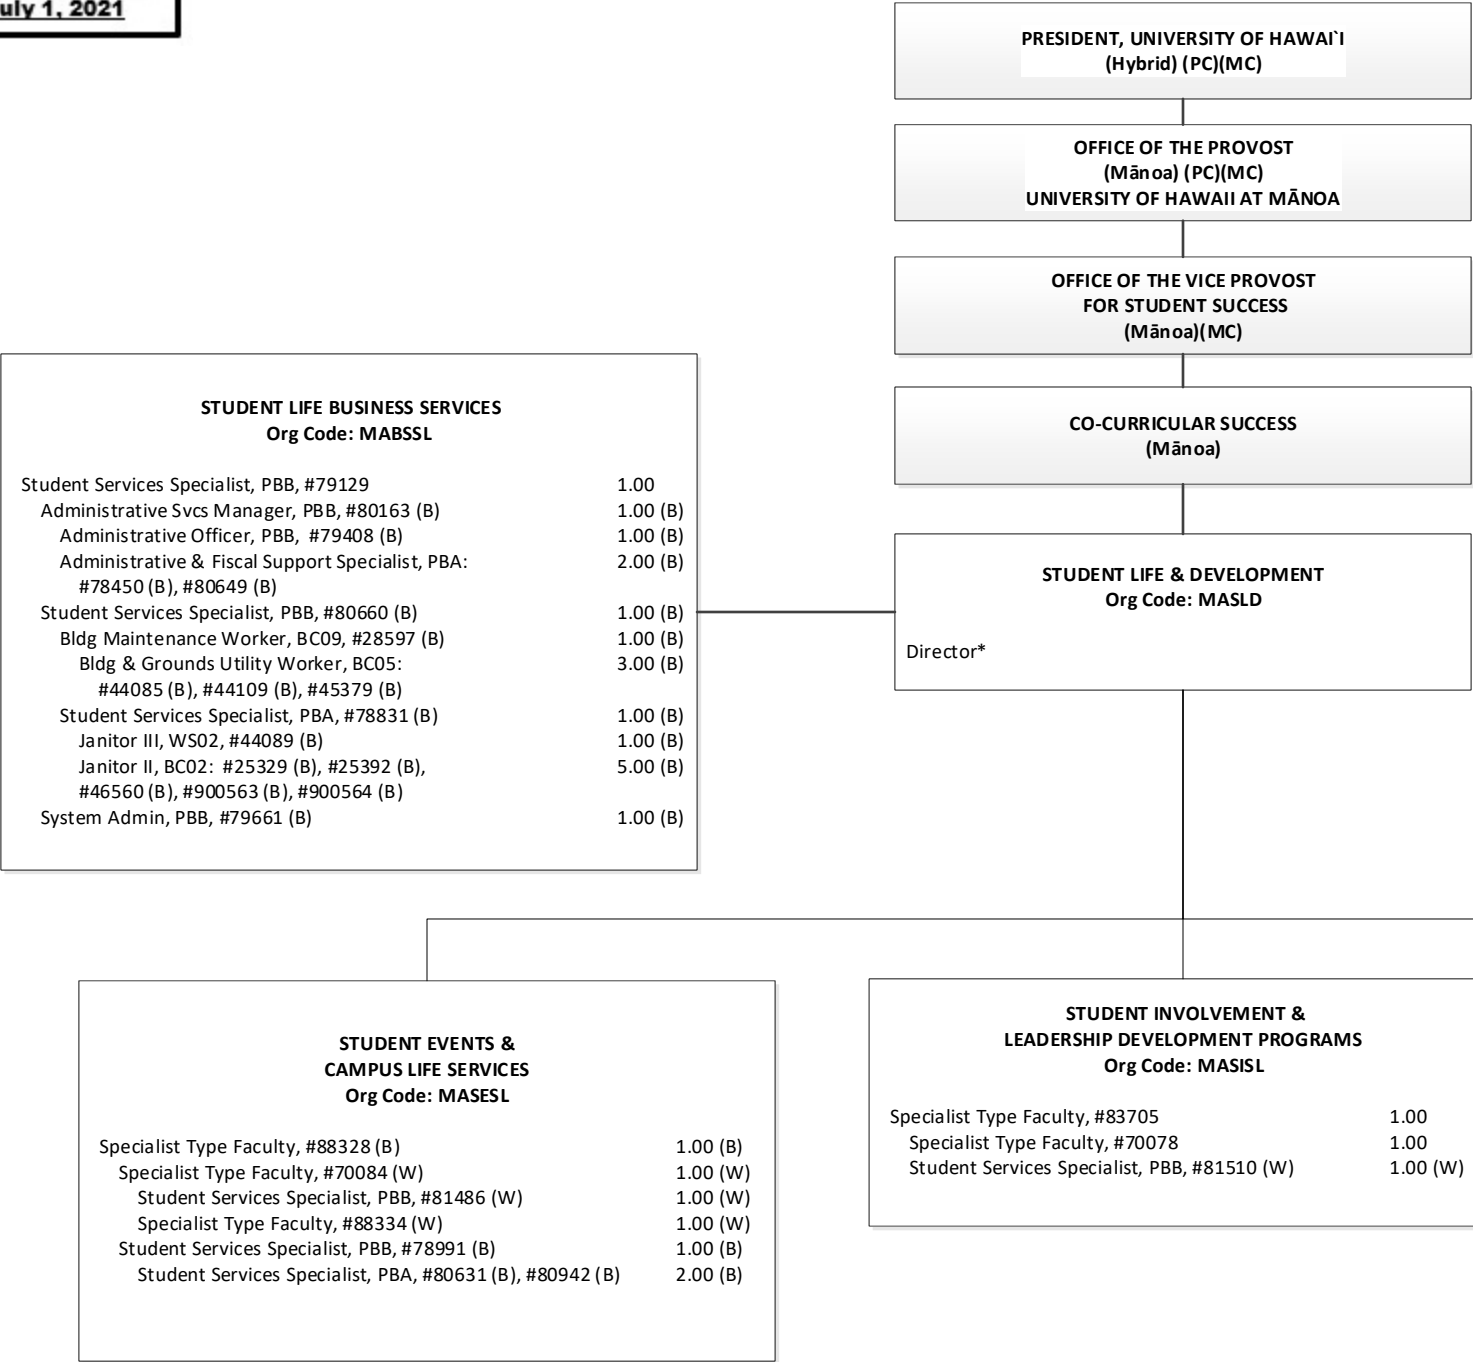 uly 1, 2021
PRESIDENT, UNIVERSITY OF HAWAI`I
(Hybrid) (PC)(MC)
OFFICE OF THE PROVOST
(Mānoa) (PC)(MC)
UNIVERSITY OF HAWAII AT MĀNOA
OFFICE OF THE VICE PROVOST
FOR STUDENT SUCCESS
(Mānoa)(MC)
CO-CURRICULAR SUCCESS
(Mānoa)
STUDENT LIFE & DEVELOPMENT
Org Code: MASLD
Director*
STUDENT LIFE BUSINESS SERVICES
Org Code: MABSSL
Student Services Specialist, PBB, #79129 1.00
Administrative Svcs Manager, PBB, #80163 (B) 1.00 (B)
Administrative Officer, PBB, #79408 (B) 1.00 (B)
Administrative & Fiscal Support Specialist, PBA: 2.00 (B)
#78450 (B), #80649 (B)
Student Services Specialist, PBB, #80660 (B) 1.00 (B)
Bldg Maintenance Worker, BC09, #28597 (B) 1.00 (B)
Bldg & Grounds Utility Worker, BC05: 3.00 (B)
#44085 (B), #44109 (B), #45379 (B)
Student Services Specialist, PBA, #78831 (B) 1.00 (B)
Janitor III, WS02, #44089 (B) 1.00 (B)
Janitor II, BC02: #25329 (B), #25392 (B), 5.00 (B)
#46560 (B), #900563 (B), #900564 (B)
System Admin, PBB, #79661 (B) 1.00 (B)
STUDENT EVENTS &
CAMPUS LIFE SERVICES
Org Code: MASESL
Specialist Type Faculty, #88328 (B) 1.00 (B)
Specialist Type Faculty, #70084 (W) 1.00 (W)
Student Services Specialist, PBB, #81486 (W) 1.00 (W)
Specialist Type Faculty, #88334 (W) 1.00 (W)
Student Services Specialist, PBB, #78991 (B) 1.00 (B)
Student Services Specialist, PBA, #80631 (B), #80942 (B) 2.00 (B)
STUDENT INVOLVEMENT &
LEADERSHIP DEVELOPMENT PROGRAMS
Org Code: MASISL
Specialist Type Faculty, #83705 1.00
Specialist Type Faculty, #70078 1.00
Student Services Specialist, PBB, #81510 (W) 1.00 (W)